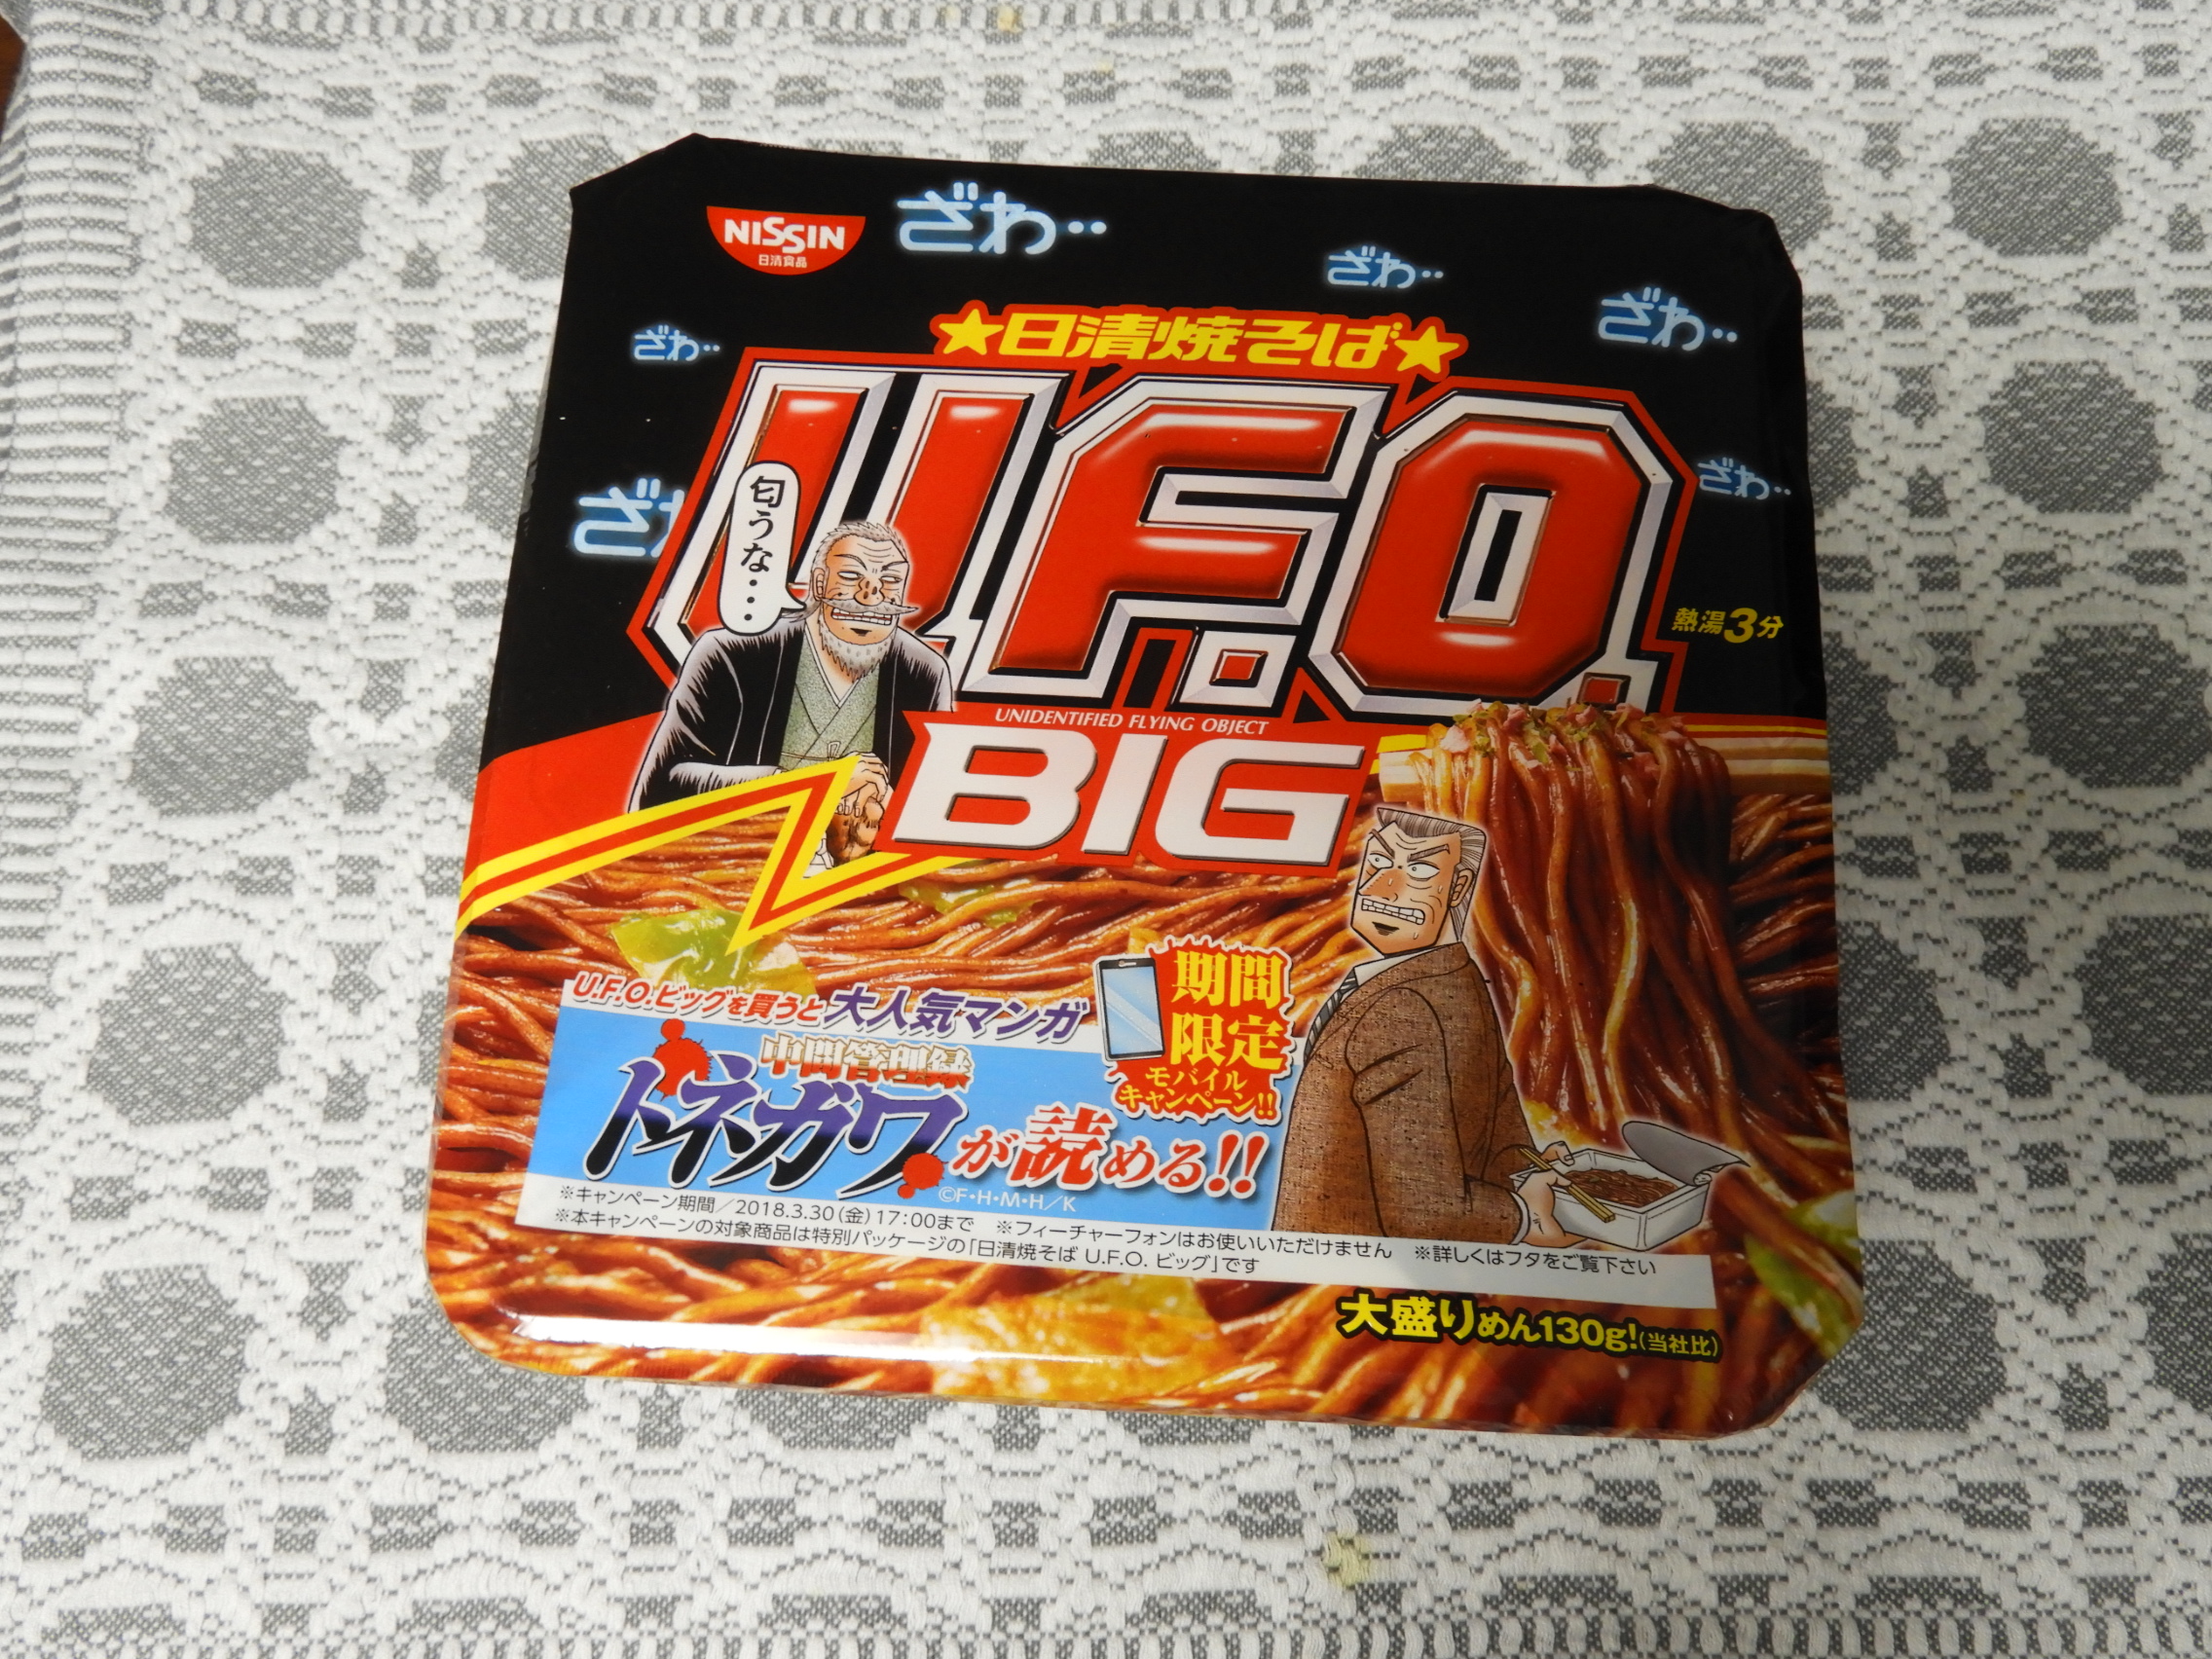 NISSIN
日清食品
ざわ‥
ざわ‥
ざわ‥
ざわ‥
★日清焼そば★
U.F.O.
ざわ‥
匂うな・・・
ざ
熱湯3分
UNIDENTIFIED FLYING OBJECT
BIG
U.F.O.ビッグを買うと大人気マンガ
中間管理録
トネガワ
が読める!!
期間
限定
モバイル
キャンペーン!!
©F・H・M・H/K
※キャンペーン期間/2018.3.30(金)17:00まで ※フィーチャーフォンはお使いいただけません ※詳しくはフタをご覧下さい
※本キャンペーンの対象商品は特別パッケージの「日清焼そば U.F.O. ビッグ」です
大盛りめん130g!(当社比)